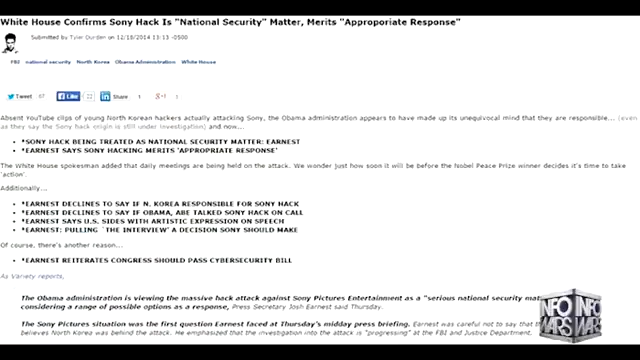 White House Confirms Sony Hack Is "National Security" Matter, Merits "Approporiate Response"
Submitted by Tyler Durden on 12/18/2014 13:13 -0500
FBI national security North Korea Obama Administration White House
Tweet 67 Like 22 Share 1 +1 1
Absent YouTube clips of young North Korean hackers actually attacking Sony, the Obama administration appears to have made up its unequivocal mind that they are responsible... (even
as they say the Sony hack origin is still under investigation) and now...
• *SONY HACK BEING TREATED AS NATIONAL SECURITY MATTER: EARNEST
• *EARNEST SAYS SONY HACKING MERITS 'APPROPRIATE RESPONSE'
The White House spokesman added that daily meetings are being held on the attack. We wonder just how soon it will be before the Nobel Peace Prize winner decides it's time to take
'action'.
Additionally...
• *EARNEST DECLINES TO SAY IF N. KOREA RESPONSIBLE FOR SONY HACK
• *EARNEST DECLINES TO SAY IF OBAMA, ABE TALKED SONY HACK ON CALL
• *EARNEST SAYS U.S. SIDES WITH ARTISTIC EXPRESSION ON SPEECH
• *EARNEST: PULLING `THE INTERVIEW' A DECISION SONY SHOULD MAKE
Of course, there's another reason...
• *EARNEST REITERATES CONGRESS SHOULD PASS CYBERSECURITY BILL
As Variety reports,
The Obama administration is viewing the massive hack attack against Sony Pictures Entertainment as a "serious national security mat
considering a range of possible options as a response, Press Secretary Josh Earnest said Thursday.
The Sony Pictures situation was the first question Earnest faced at Thursday's midday press briefing. Earnest was careful not to say that th
believes North Korea was behind the attack. He emphasized that the investigation into the attack is "progressing" at the FBI and Justice Department.
INFO WARS
INFO WARS